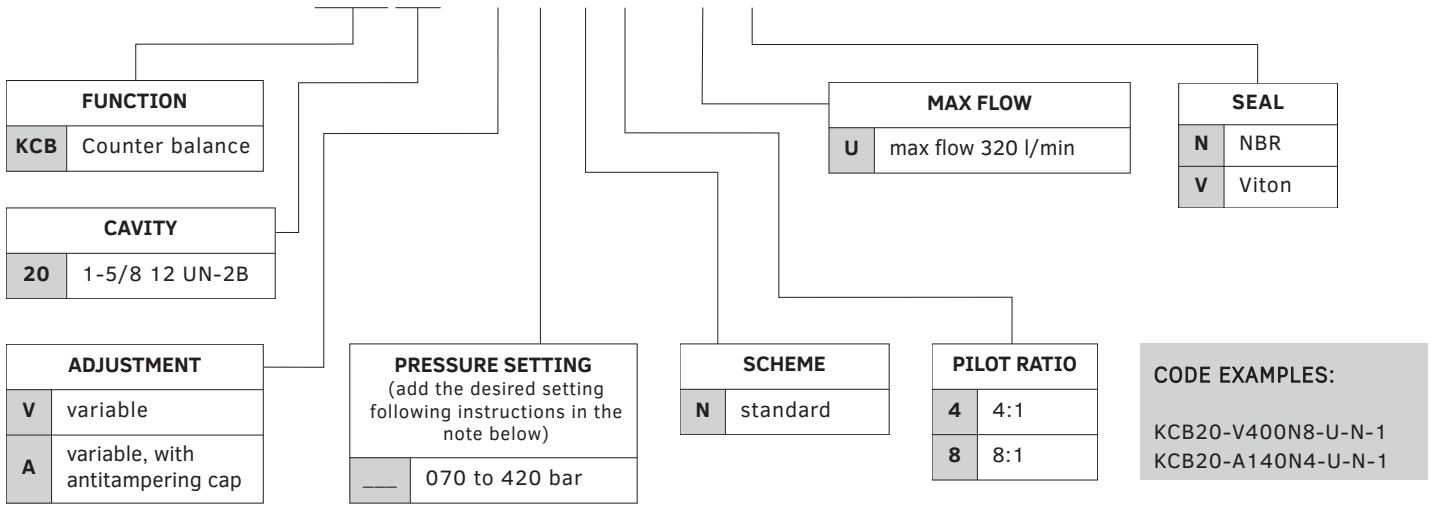 FUNCTION
KCB Counter balance
CAVITY
20 1-5/8 12 UN-2B
ADJUSTMENT
V variable
A variable, with
antitampering cap
PRESSURE SETTING
(add the desired setting
following instructions in the
note below)
___ 070 to 420 bar
SCHEME
N standard
MAX FLOW
U max flow 320 l/min
PILOT RATIO
4 4:1
8 8:1
SEAL
N NBR
V Viton
CODE EXAMPLES:
KCB20-V400N8-U-N-1
KCB20-A140N4-U-N-1